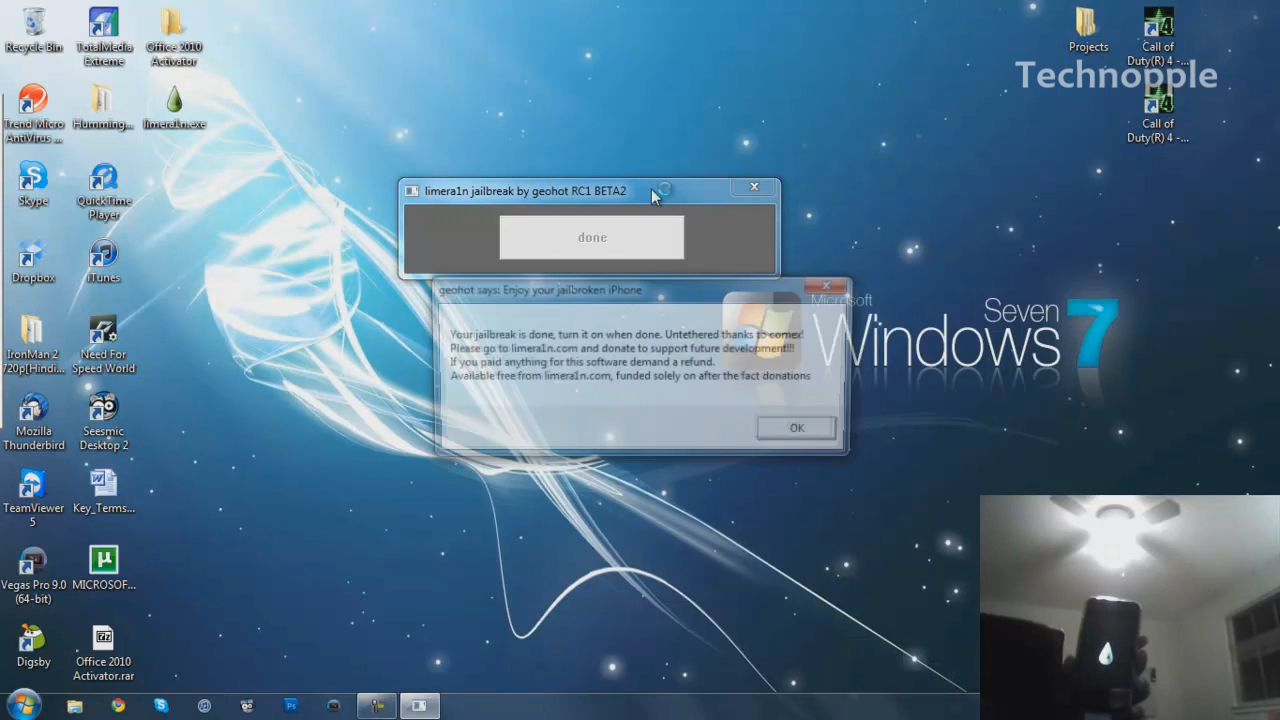 Recycle Bin
TotalMedia Extreme
Office 2010 Activator
Projects
Call of Duty(R) 4 -...
Technopple
Trend Micro AntiVirus ...
Humming...
limera1n.exe
Call of Duty(R) 4 -...
Skype
QuickTime Player
limera1n jailbreak by geohot RC1 BETA2
done
Dropbox
iTunes
geohot says: Enjoy your jailbroken iPhone
Your jailbreak is done, turn it on when done. Untethered thanks to comex!
Please go to limera1n.com and donate to support future development!!!
If you paid anything for this software demand a refund.
Available free from limera1n.com, funded solely on after the fact donations
OK
Microsoft
Seven
Windows 7
IronMan 2 720p[Hindi...
Need For Speed World
Mozilla Thunderbird
Seesmic Desktop 2
TeamViewer 5
Key_Terms...
Vegas Pro 9.0 (64-bit)
MICROSOF...
Digsby
Office 2010 Activator.rar
Ps